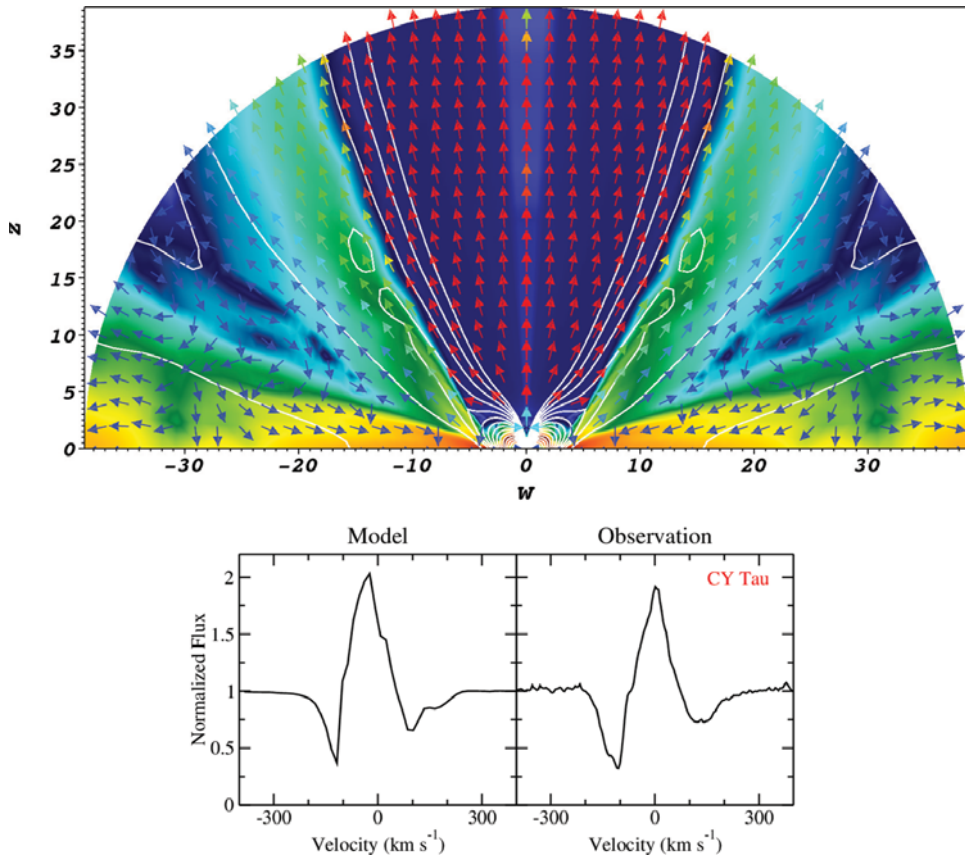 35
30
25
20
15
10
5
0
z
-30 -20 -10 0 10 20 30
w
Model Observation
CY Tau
2
1.5
1
0.5
0
Normalized Flux
-300 0 300 -300 0 300
Velocity (km s⁻¹) Velocity (km s⁻¹)